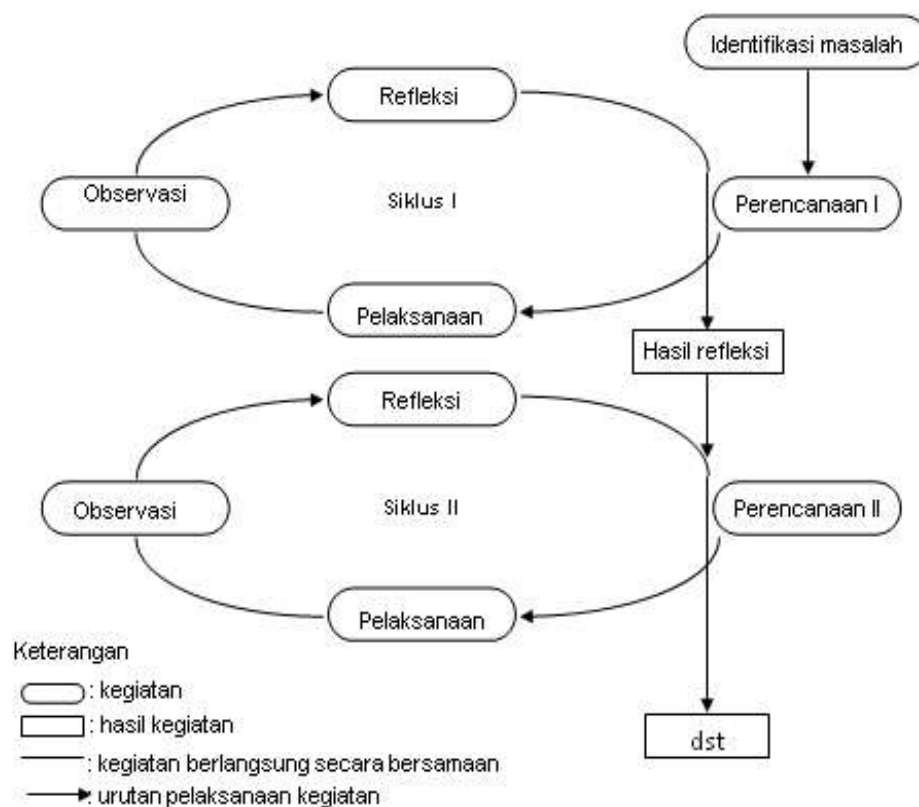 Identifikasi masalah
Refleksi
Observasi
Siklus I
Perencanaan I
Pelaksanaan
Hasil refleksi
Refleksi
Observasi
Siklus II
Perencanaan II
Pelaksanaan
Keterangan
: kegiatan
: hasil kegiatan
: kegiatan berlangsung secara bersamaan
: urutan pelaksanaan kegiatan
dst